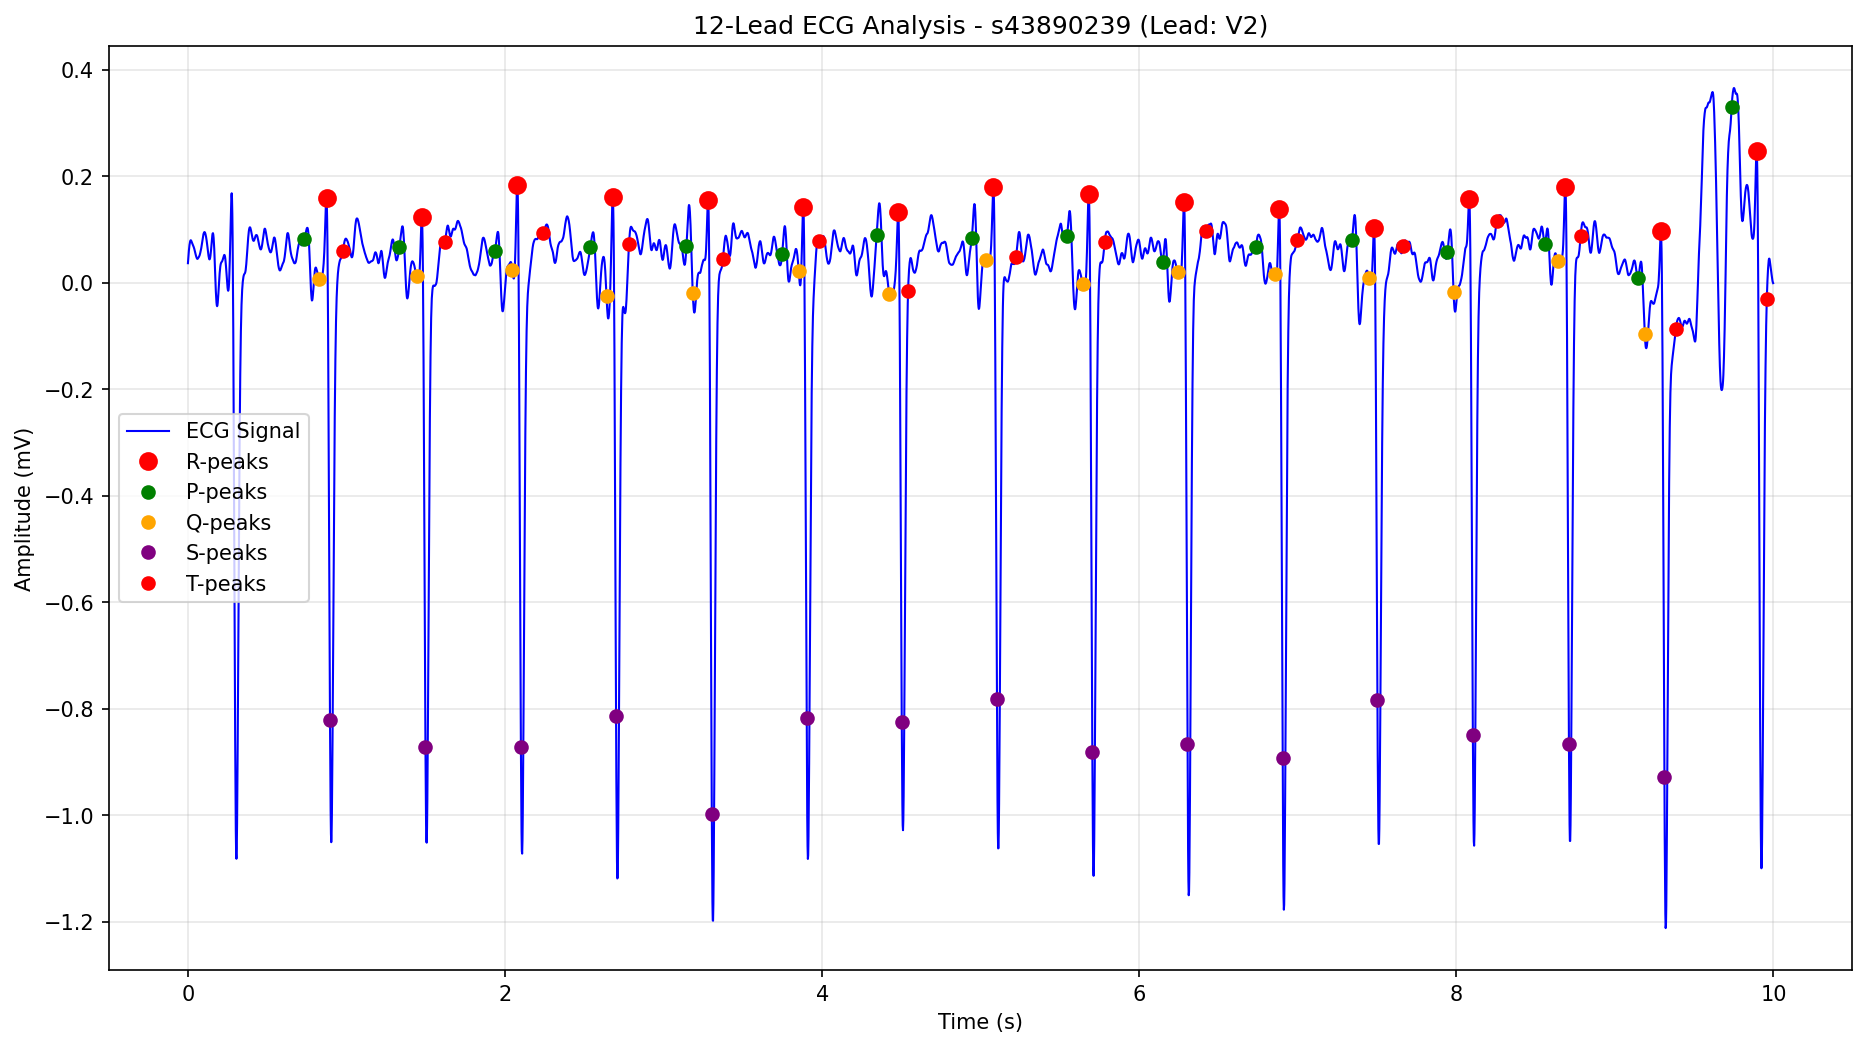 12-Lead ECG Analysis - s43890239 (Lead: V2)
Amplitude (mV)
0.4
0.2
0.0
−0.2
−0.4
−0.6
−0.8
−1.0
−1.2
ECG Signal
R-peaks
P-peaks
Q-peaks
S-peaks
T-peaks
0 2 4 6 8 10
Time (s)